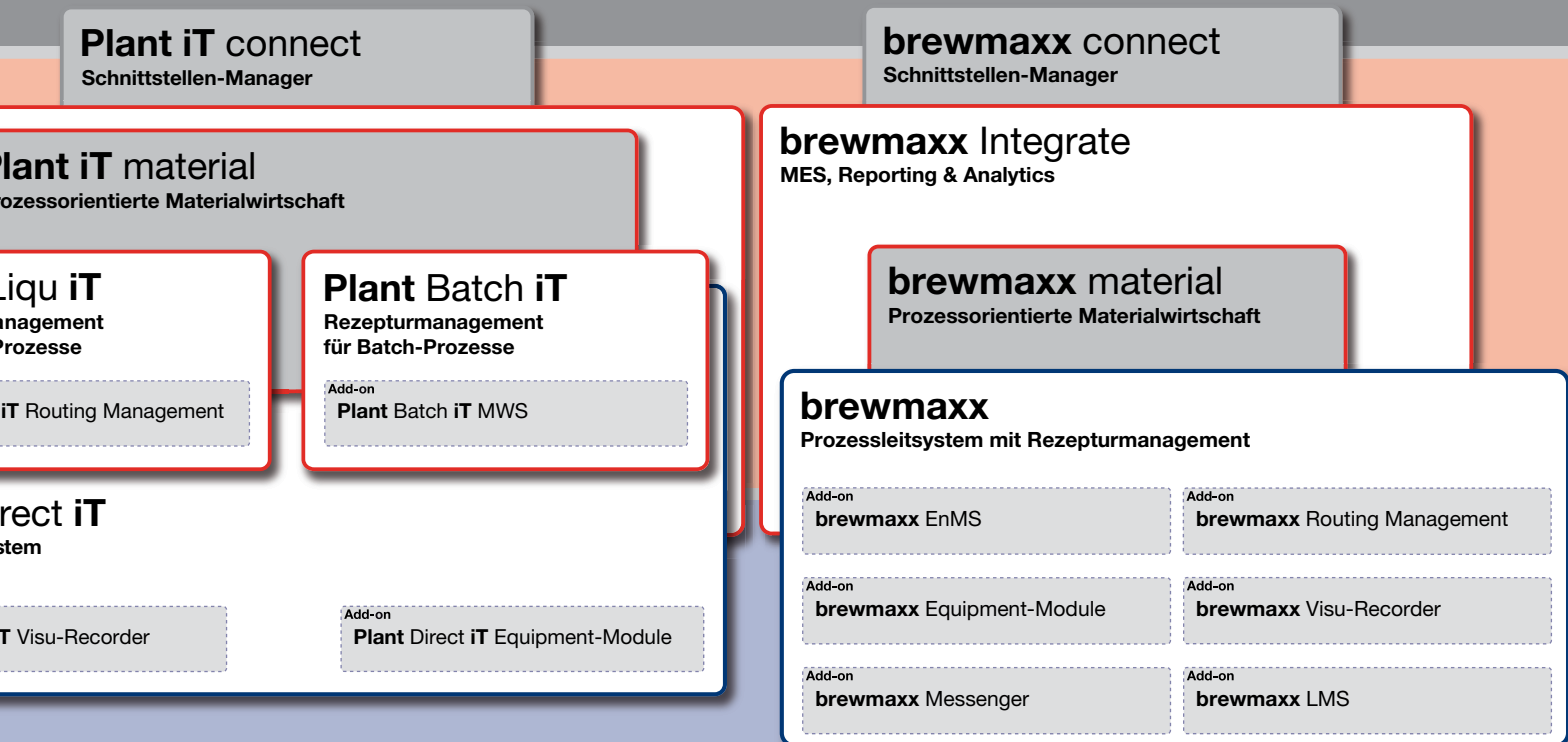 Plant iT connect
Schnittstellen-Manager
lant iT material
rozessorientierte Materialwirtschaft
Liqu iT
nagement
Prozesse
iT Routing Management
Plant Batch iT
Rezepturmanagement
für Batch-Prozesse
Add-on
Plant Batch iT MWS
rect iT
stem
T Visu-Recorder
Add-on
Plant Direct iT Equipment-Module
brewmaxx connect
Schnittstellen-Manager
brewmaxx Integrate
MES, Reporting & Analytics
brewmaxx material
Prozessorientierte Materialwirtschaft
brewmaxx
Prozessleitsystem mit Rezepturmanagement
Add-on
brewmaxx EnMS
Add-on
brewmaxx Routing Management
Add-on
brewmaxx Equipment-Module
Add-on
brewmaxx Visu-Recorder
Add-on
brewmaxx Messenger
Add-on
brewmaxx LMS